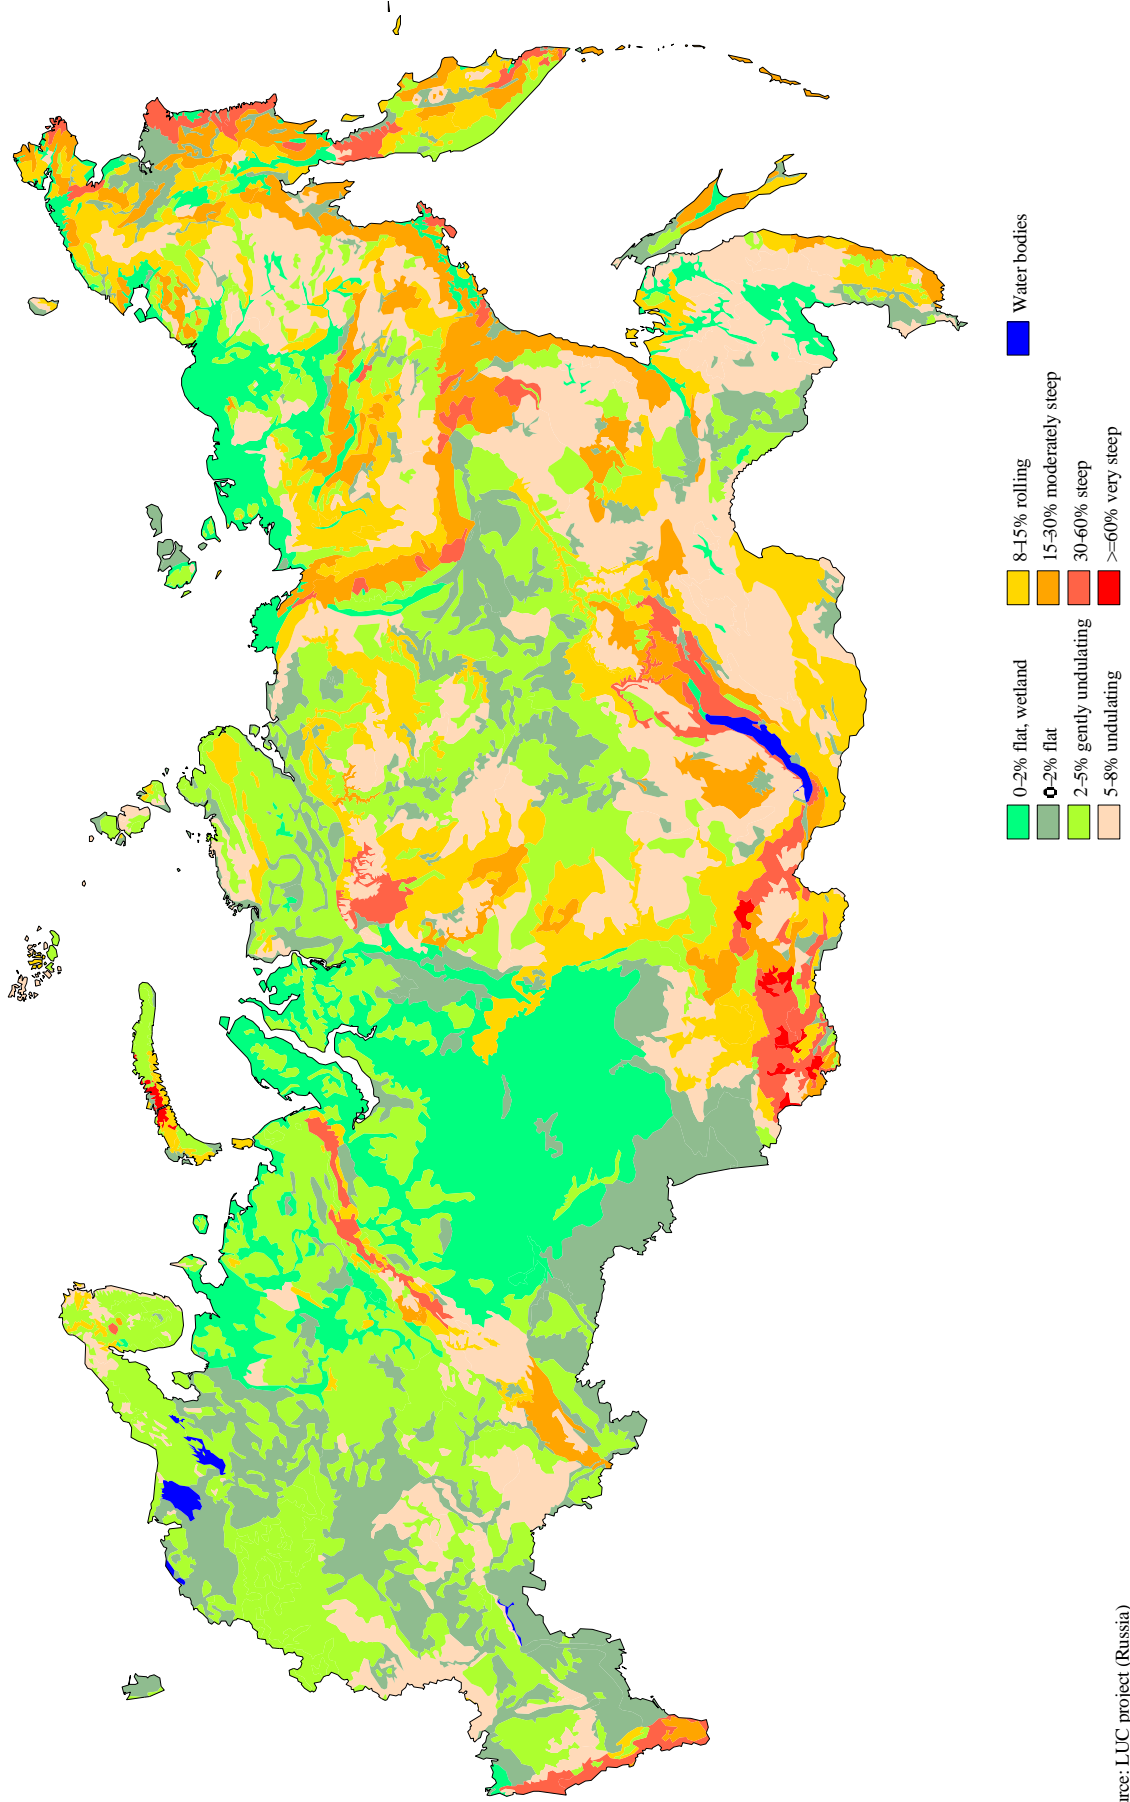 0-2% flat, wetland
0-2% flat
2-5% gently undulating
5-8% undulating
8-15% rolling
15-30% moderately steep
30-60% steep
>=60% very steep
Water bodies
rce: LUC project (Russia)